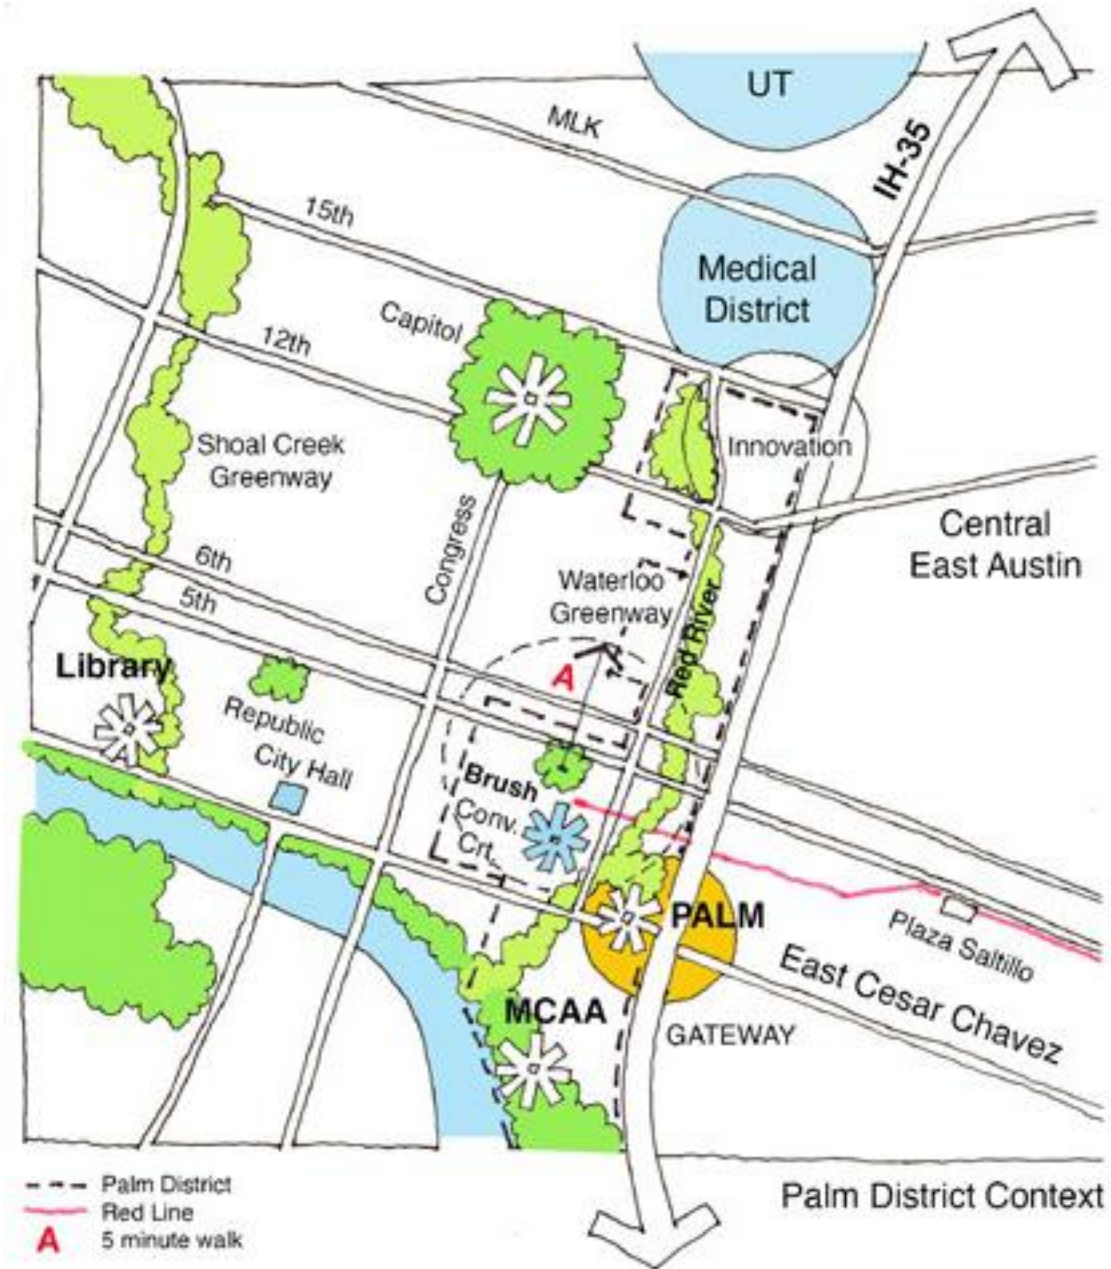 UT
MLK
IH-35
15th
Medical
District
Capitol
12th
Innovation
Shoal Creek
Greenway
Congress
Central
East Austin
6th
5th
Waterloo
Greenway
Red River
Library
A
Republic
City Hall
Brush
Conv.
Crt.
PALM
Plaza Saltillo
East Cesar Chavez
MCAA
GATEWAY
Palm District
Red Line
A 5 minute walk
Palm District Context